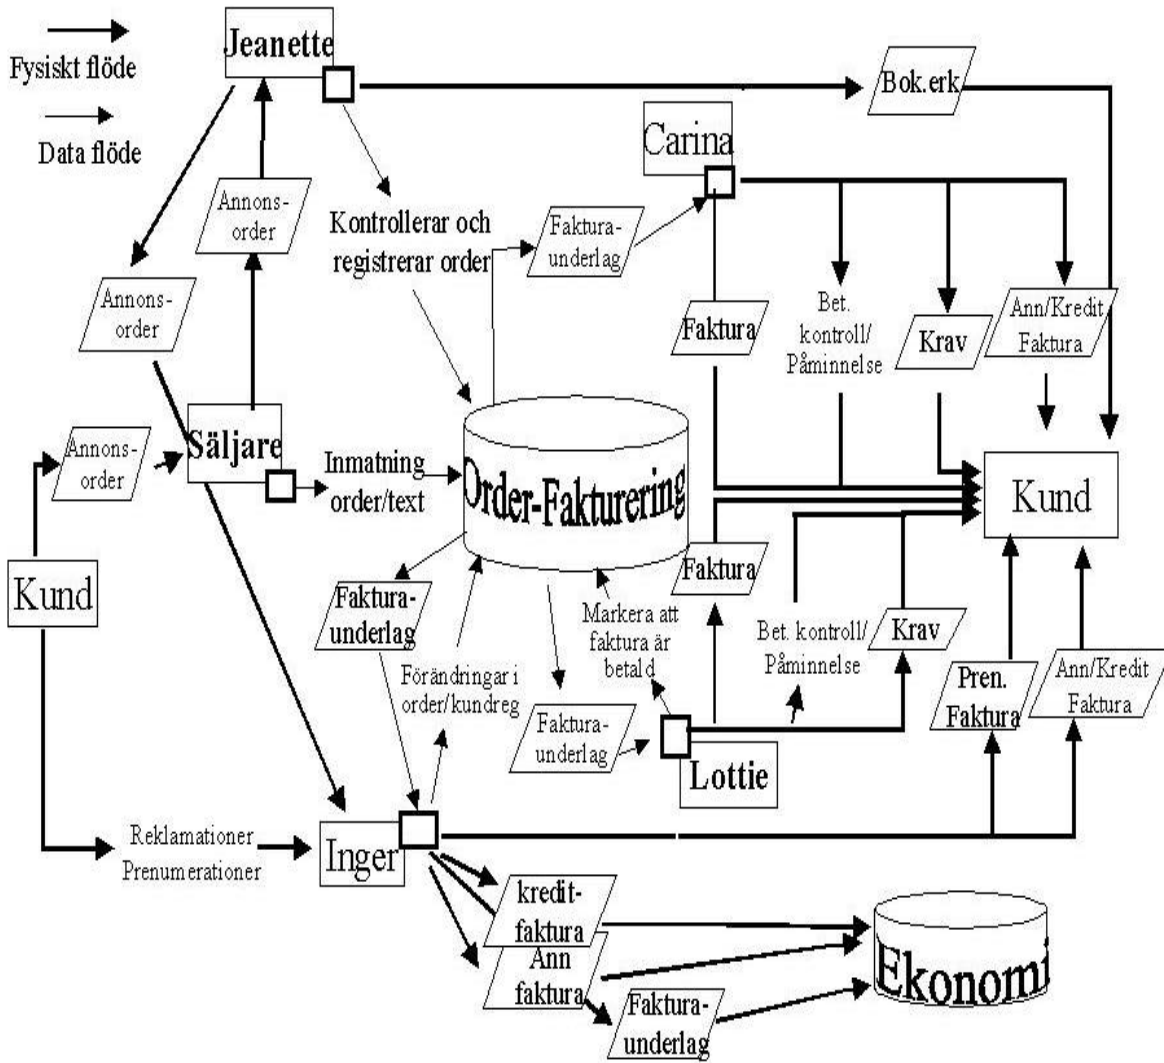 Jeanette
Fysiskt flöde
Data flöde
Bok.erk
Carina
Annons-
order
Kontrollerar och
registrerar order
Faktura-
underlag
Annons-
order
Faktura
Bet.
kontroll/
Påminnelse
Krav
Ann/Kredit
Faktura
Säljare
Annons-
order
Inmatning
order/text
Order-Fakturering
Kund
Kund
Faktura-
underlag
Faktura
Markera att
faktura är
betald
Bet. kontroll/
Påminnelse
Krav
Förändringar i
order/kundreg
Pren.
Faktura
Ann/Kredit
Faktura
Faktura-
underlag
Lottie
Reklamationer
Prenumerationer
Inger
kredit-
faktura
Ann
faktura
Faktura-
underlag
Ekonomi